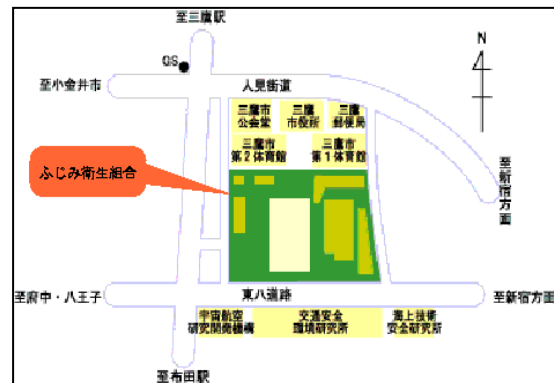 至三鷹駅
GS
N
至小金井市
人見街道
三鷹市
公会堂
三鷹
市役所
三鷹
郵便局
三鷹市
第2体育館
三鷹市
第1体育館
ふじみ衛生組合
至新宿方面
東八道路
至府中・八王子
至新宿方面
宇宙航空
研究開発機構
交通安全
環境研究所
海上技術
安全研究所
至布田駅